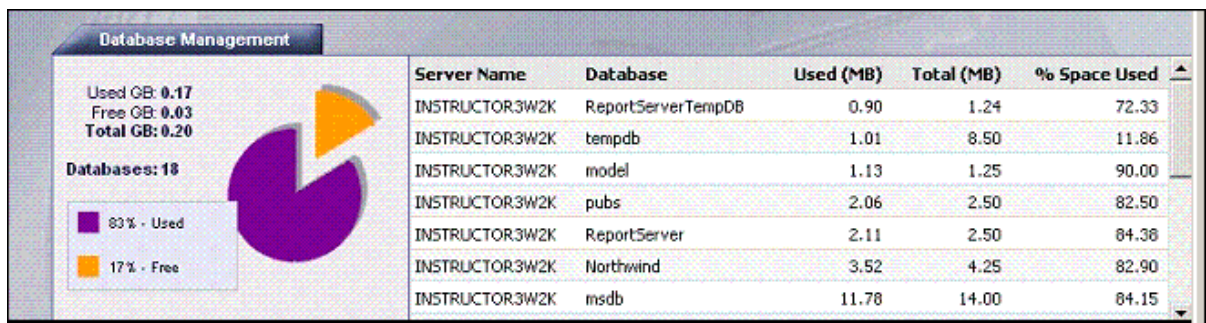 Database Management
Used GB: 0.17
Free GB: 0.03
Total GB: 0.20
Databases: 18
83% - Used
17% - Free
Server Name Database Used (MB) Total (MB) % Space Used
INSTRUCTOR3W2K ReportServerTempDB 0.90 1.24 72.33
INSTRUCTOR3W2K tempdb 1.01 8.50 11.86
INSTRUCTOR3W2K model 1.13 1.25 90.00
INSTRUCTOR3W2K pubs 2.06 2.50 82.50
INSTRUCTOR3W2K ReportServer 2.11 2.50 84.38
INSTRUCTOR3W2K Northwind 3.52 4.25 82.90
INSTRUCTOR3W2K msdb 11.78 14.00 84.15